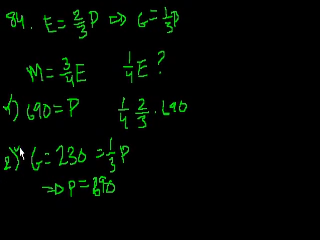 84. E = 2/3 P ⇒ G = 1/3 P
M = 3/4 E 1/4 E ?
1) 690 = P 1/4 2/3 · 690
2) G = 230 = 1/3 P
⇒ P = 690